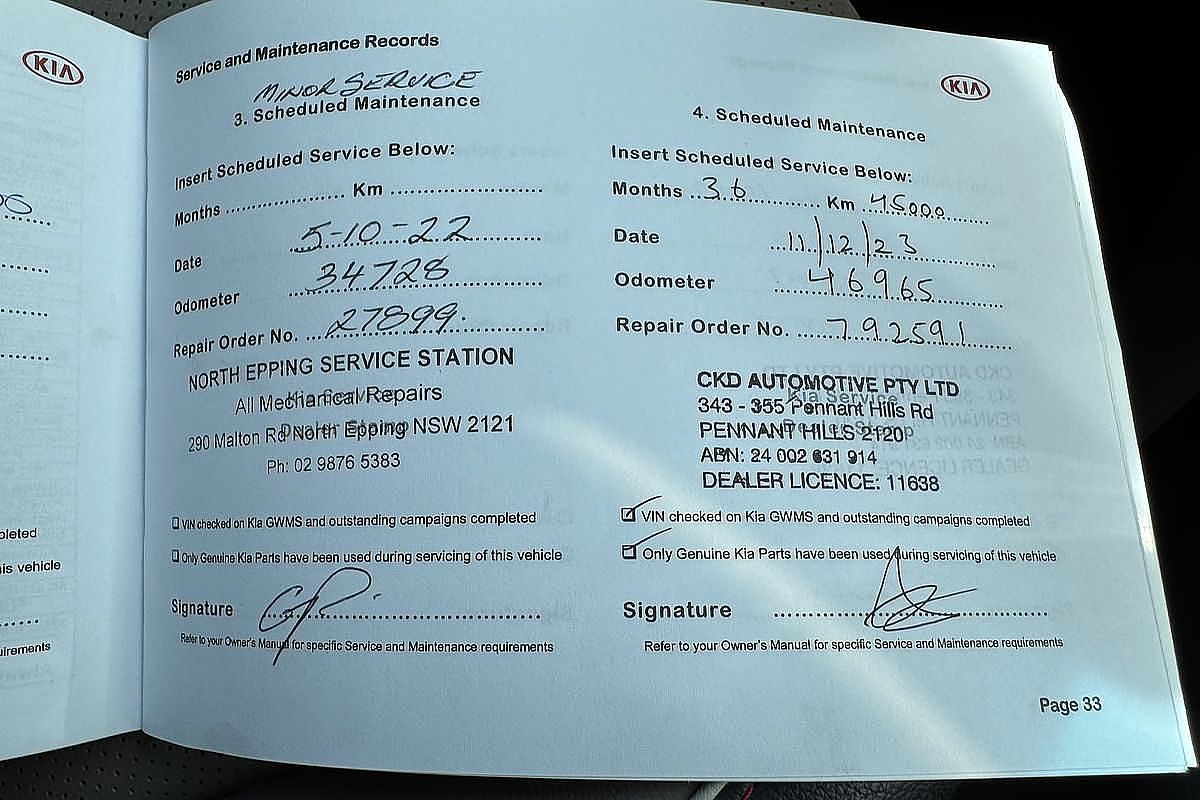 KIA
Service and Maintenance Records
KIA
MINOR SERVICE
3. Scheduled Maintenance
Insert Scheduled Service Below:
Months .................... Km ..........................
Date 5-10-22
Odometer 34728
Repair Order No. 27899.
NORTH EPPING SERVICE STATION
All Mechanical Repairs
290 Malton Rd North Epping NSW 2121
Ph: 02 9876 5383
VIN checked on Kia GWMS and outstanding campaigns completed
Only Genuine Kia Parts have been used during servicing of this vehicle
Signature
Refer to your Owner's Manual for specific Service and Maintenance requirements
4. Scheduled Maintenance
Insert Scheduled Service Below:
Months 36 Km 45000
Date 11/12/23
Odometer 46965
Repair Order No. 792591
CKD AUTOMOTIVE PTY LTD
Kia Service
343 - 355 Pennant Hills Rd
Dealer Stamp
PENNANT HILLS 2120
ABN: 24 002 631 914
DEALER LICENCE: 11638
VIN checked on Kia GWMS and outstanding campaigns completed
Only Genuine Kia Parts have been used during servicing of this vehicle
Signature
Refer to your Owner's Manual for specific Service and Maintenance requirements
Page 33
is vehicle